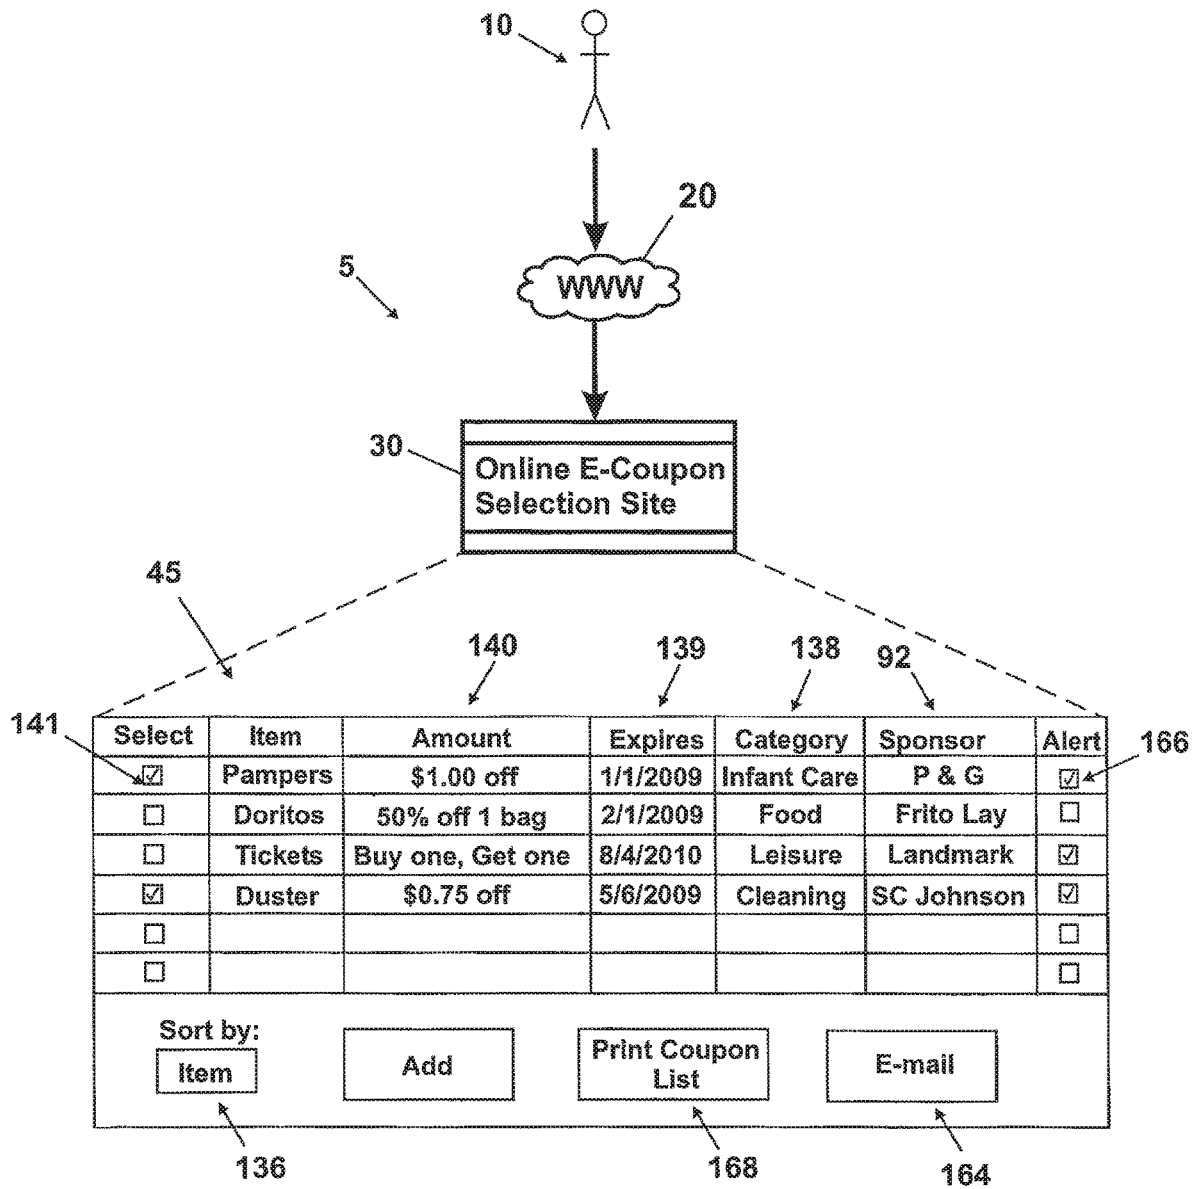 10
20
WWW
5
30
Online E-Coupon
Selection Site
45
140 139 138 92
141
166
Select Item Amount Expires Category Sponsor Alert
☑ Pampers $1.00 off 1/1/2009 Infant Care P & G ☑
☐ Doritos 50% off 1 bag 2/1/2009 Food Frito Lay ☐
☐ Tickets Buy one, Get one 8/4/2010 Leisure Landmark ☑
☑ Duster $0.75 off 5/6/2009 Cleaning SC Johnson ☑
☐ ☐
☐ ☐
Sort by:
Item
Add
Print Coupon
List
E-mail
136 168 164